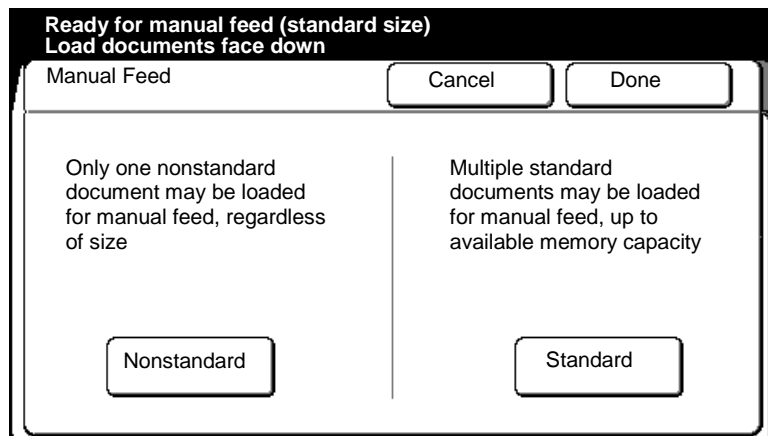 Ready for manual feed (standard size)
Load documents face down
Manual Feed
Cancel
Done
Only one nonstandard
document may be loaded
for manual feed, regardless
of size
Multiple standard
documents may be loaded
for manual feed, up to
available memory capacity
Nonstandard
Standard